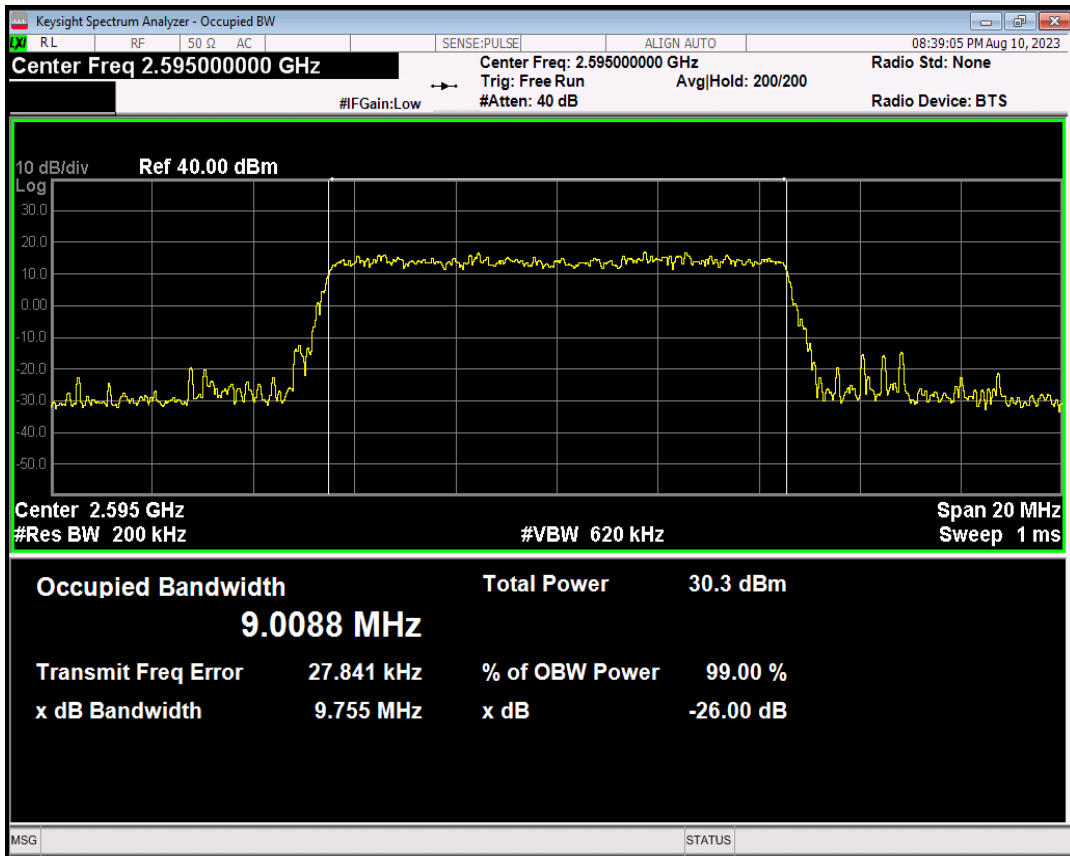 Keysight Spectrum Analyzer - Occupied BW
LXI RL RF 50 Ω AC SENSE:PULSE ALIGN AUTO 08:39:05 PM Aug 10, 2023
Center Freq 2.595000000 GHz Center Freq: 2.595000000 GHz Radio Std: None
Trig: Free Run Avg|Hold: 200/200
#IFGain:Low #Atten: 40 dB Radio Device: BTS
10 dB/div Ref 40.00 dBm
Log
30.0
20.0
10.0
0.00
-10.0
-20.0
-30.0
-40.0
-50.0
Center 2.595 GHz Span 20 MHz
#Res BW 200 kHz #VBW 620 kHz Sweep 1 ms
Occupied Bandwidth Total Power 30.3 dBm
9.0088 MHz
Transmit Freq Error 27.841 kHz % of OBW Power 99.00 %
x dB Bandwidth 9.755 MHz x dB -26.00 dB
MSG STATUS